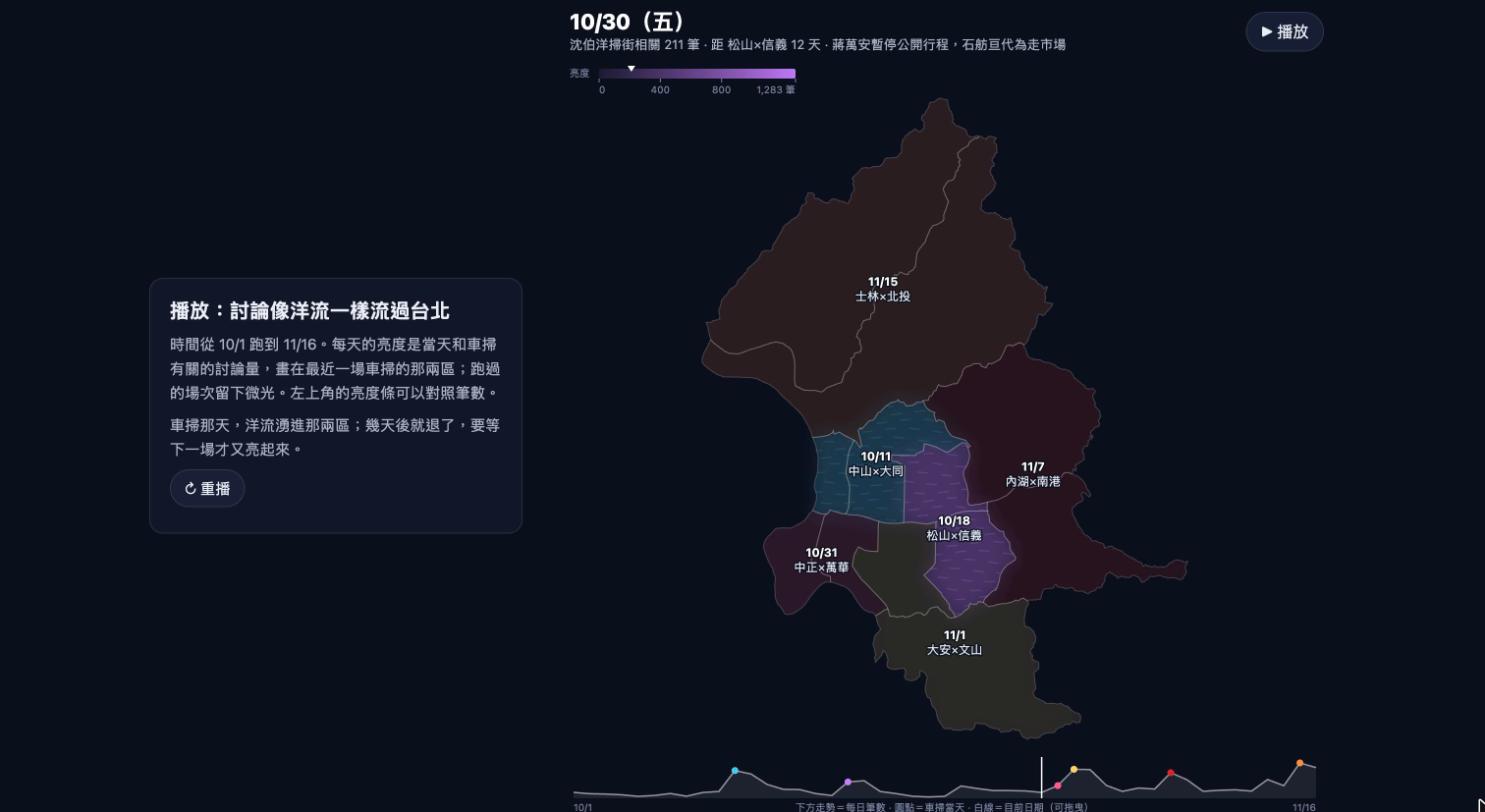 10/30（五）
沈伯洋掃街相關 211 筆 · 距 松山×信義 12 天 · 蔣萬安暫停公開行程，石舫亘代為走市場
▶ 播放
亮度
0 400 800 1,283 筆
11/15
士林×北投
播放：討論像洋流一樣流過台北
時間從 10/1 跑到 11/16。每天的亮度是當天和車掃
有關的討論量，畫在最近一場車掃的那兩區；跑過
的場次留下微光。左上角的亮度條可以對照筆數。
車掃那天，洋流湧進那兩區；幾天後就退了，要等
下一場才又亮起來。
↻ 重播
10/11
中山×大同
11/7
內湖×南港
10/18
松山×信義
10/31
中正×萬華
11/1
大安×文山
10/1
下方走勢＝每日筆數 · 圓點＝車掃當天 · 白線＝目前日期（可拖曳）
11/16